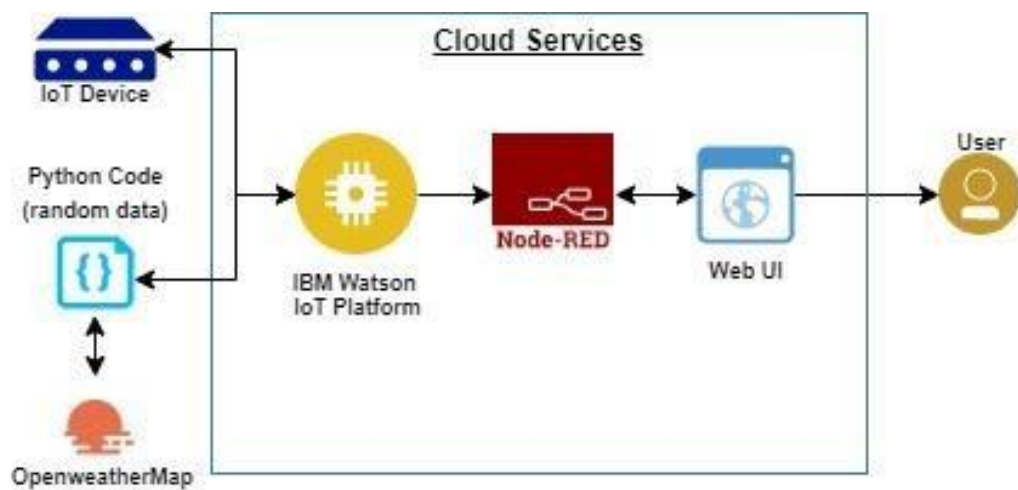 Cloud Services
IoT Device
Python Code
(random data)
{}
OpenweatherMap
IBM Watson
IoT Platform
Node-RED
Web UI
User